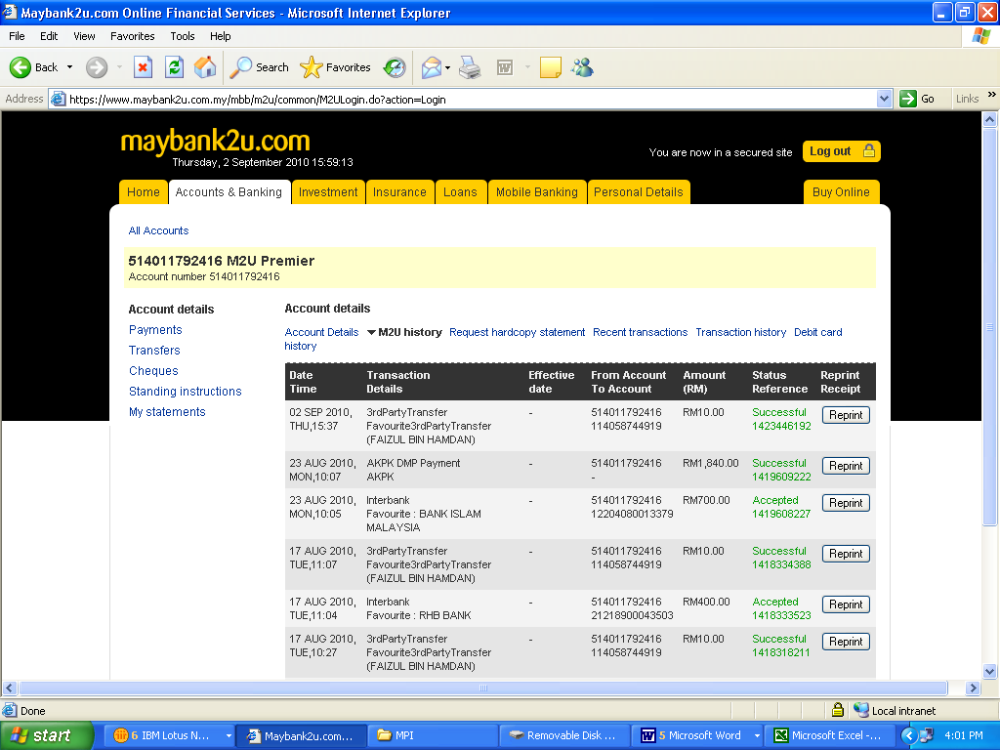 Maybank2u.com Online Financial Services - Microsoft Internet Explorer
File Edit View Favorites Tools Help
Back Search Favorites
Address https://www.maybank2u.com.my/mbb/m2u/common/M2ULogin.do?action=Login Go Links »
maybank2u.com
Thursday, 2 September 2010 15:59:13
You are now in a secured site Log out
Home Accounts & Banking Investment Insurance Loans Mobile Banking Personal Details Buy Online
All Accounts
514011792416 M2U Premier
Account number 514011792416
Account details
Payments
Transfers
Cheques
Standing instructions
My statements
Account details
Account Details M2U history Request hardcopy statement Recent transactions Transaction history Debit card
history
Date Transaction Effective From Account Amount Status Reprint
Time Details date To Account (RM) Reference Receipt
02 SEP 2010, 3rdPartyTransfer - 514011792416 RM10.00 Successful Reprint
THU,15:37 Favourite3rdPartyTransfer 114058744919 1423446192
(FAIZUL BIN HAMDAN)
23 AUG 2010, AKPK DMP Payment - 514011792416 RM1,840.00 Successful Reprint
MON,10:07 AKPK - 1419609222
23 AUG 2010, Interbank - 514011792416 RM700.00 Accepted Reprint
MON,10:05 Favourite : BANK ISLAM 12204080013379 1419608227
MALAYSIA
17 AUG 2010, 3rdPartyTransfer - 514011792416 RM10.00 Successful Reprint
TUE,11:07 Favourite3rdPartyTransfer 114058744919 1418334388
(FAIZUL BIN HAMDAN)
17 AUG 2010, Interbank - 514011792416 RM400.00 Accepted Reprint
TUE,11:04 Favourite : RHB BANK 21218900043503 1418333523
17 AUG 2010, 3rdPartyTransfer - 514011792416 RM10.00 Successful Reprint
TUE,10:27 Favourite3rdPartyTransfer 114058744919 1418318211
(FAIZUL BIN HAMDAN)
Done Local intranet
start 6 IBM Lotus N... Maybank2u.com... MPI Removable Disk ... 5 Microsoft Word Microsoft Excel -... 4:01 PM